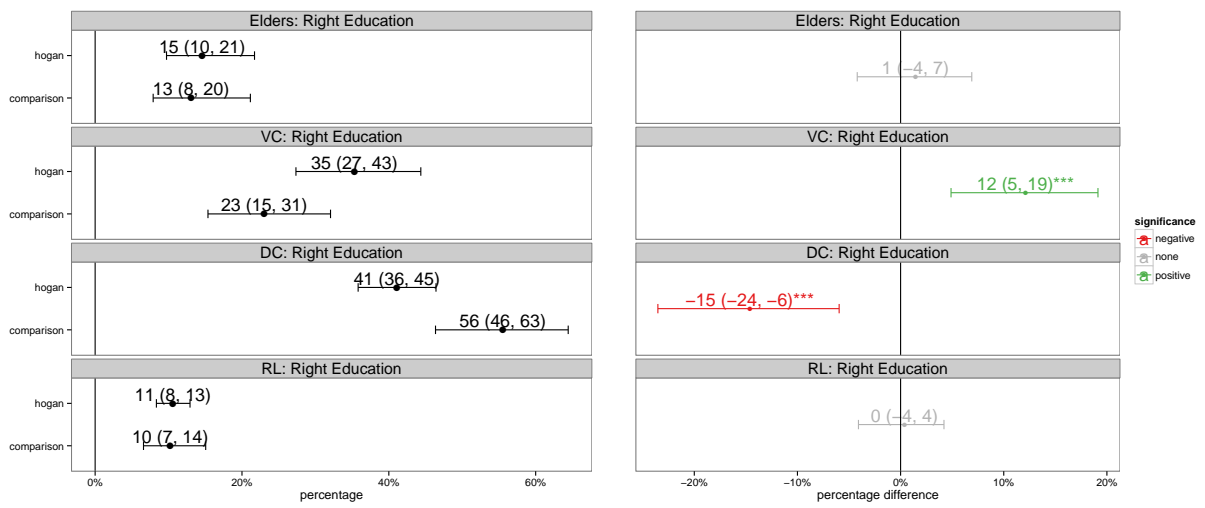 Elders: Right Education
hogan
15 (10, 21)
comparison
13 (8, 20)
VC: Right Education
hogan
35 (27, 43)
comparison
23 (15, 31)
DC: Right Education
hogan
41 (36, 45)
comparison
56 (46, 63)
RL: Right Education
hogan
11 (8, 13)
comparison
10 (7, 14)
0% 20% 40% 60%
percentage
Elders: Right Education
1 (−4, 7)
VC: Right Education
12 (5, 19)***
DC: Right Education
−15 (−24, −6)***
RL: Right Education
0 (−4, 4)
−20% −10% 0% 10% 20%
percentage difference
significance
a negative
a none
a positive